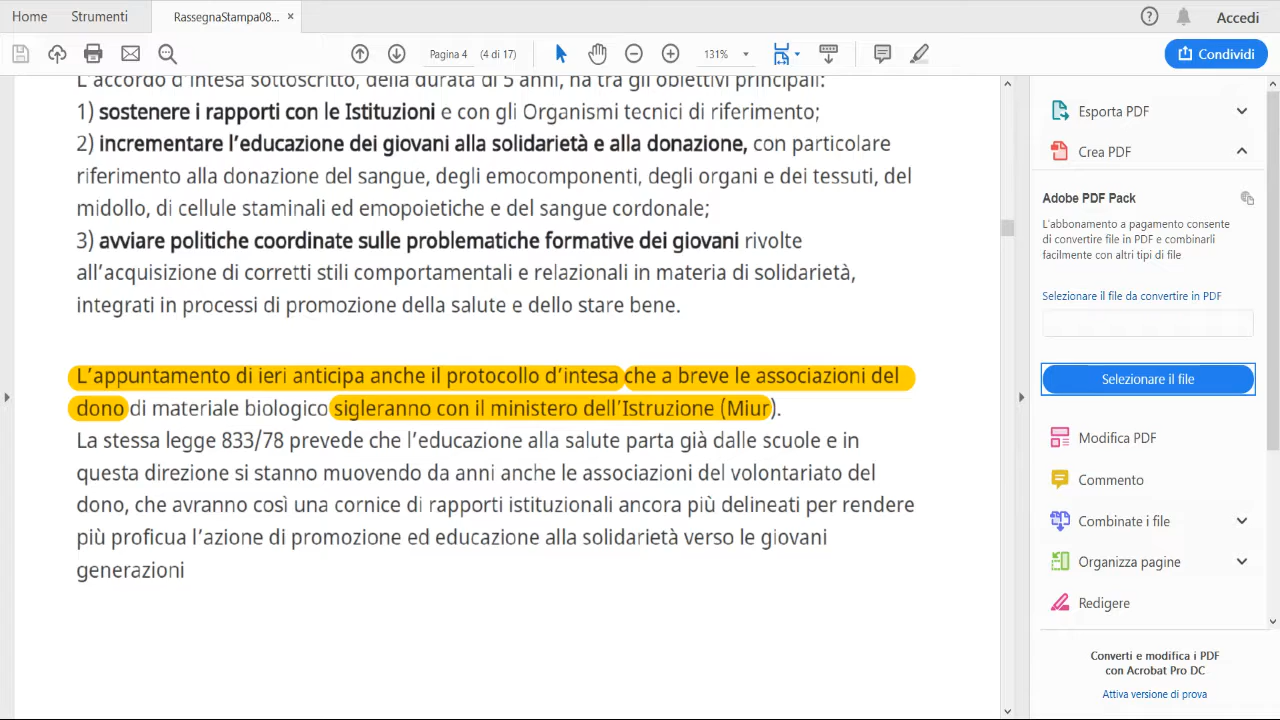 Home Strumenti RassegnaStampa08... × Accedi
Pagina 4 (4 di 17) 131% Condividi
L'accordo d'intesa sottoscritto, della durata di 5 anni, ha tra gli obiettivi principali:
1) sostenere i rapporti con le Istituzioni e con gli Organismi tecnici di riferimento;
2) incrementare l'educazione dei giovani alla solidarietà e alla donazione, con particolare
riferimento alla donazione del sangue, degli emocomponenti, degli organi e dei tessuti, del
midollo, di cellule staminali ed emopoietiche e del sangue cordonale;
3) avviare politiche coordinate sulle problematiche formative dei giovani rivolte
all'acquisizione di corretti stili comportamentali e relazionali in materia di solidarietà,
integrati in processi di promozione della salute e dello stare bene.
L'appuntamento di ieri anticipa anche il protocollo d'intesa che a breve le associazioni del
dono di materiale biologico sigleranno con il ministero dell'Istruzione (Miur).
La stessa legge 833/78 prevede che l'educazione alla salute parta già dalle scuole e in
questa direzione si stanno muovendo da anni anche le associazioni del volontariato del
dono, che avranno così una cornice di rapporti istituzionali ancora più delineati per rendere
più proficua l'azione di promozione ed educazione alla solidarietà verso le giovani
generazioni
Esporta PDF
Crea PDF
Adobe PDF Pack
L'abbonamento a pagamento consente
di convertire file in PDF e combinarli
facilmente con altri tipi di file
Selezionare il file da convertire in PDF
Selezionare il file
Modifica PDF
Commento
Combinate i file
Organizza pagine
Redigere
Converti e modifica i PDF
con Acrobat Pro DC
Attiva versione di prova